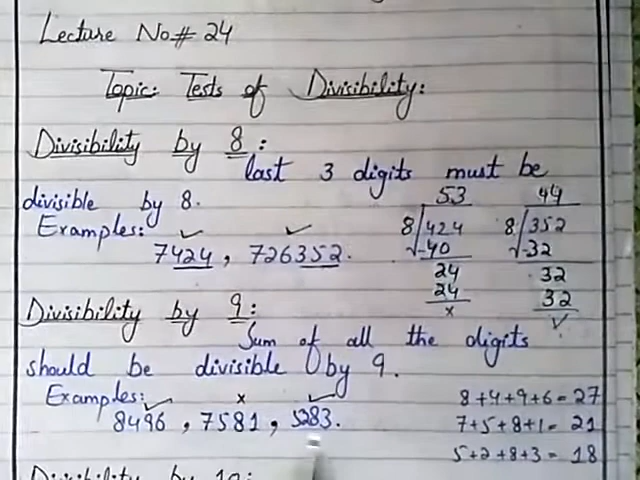 Lecture No# 24
Topic: Tests of Divisibility:
Divisibility by 8:
last 3 digits must be
divisible by 8.
Examples:
7424, 726352.
53
8/424
-40
24
24
x
44
8/352
-32
32
32
✓
Divisibility by 9:
Sum of all the digits
should be divisible by 9.
Examples:
8496, 7581, 5283.
8+4+9+6=27
7+5+8+1=21
5+2+8+3=18
Divisibility by 10: